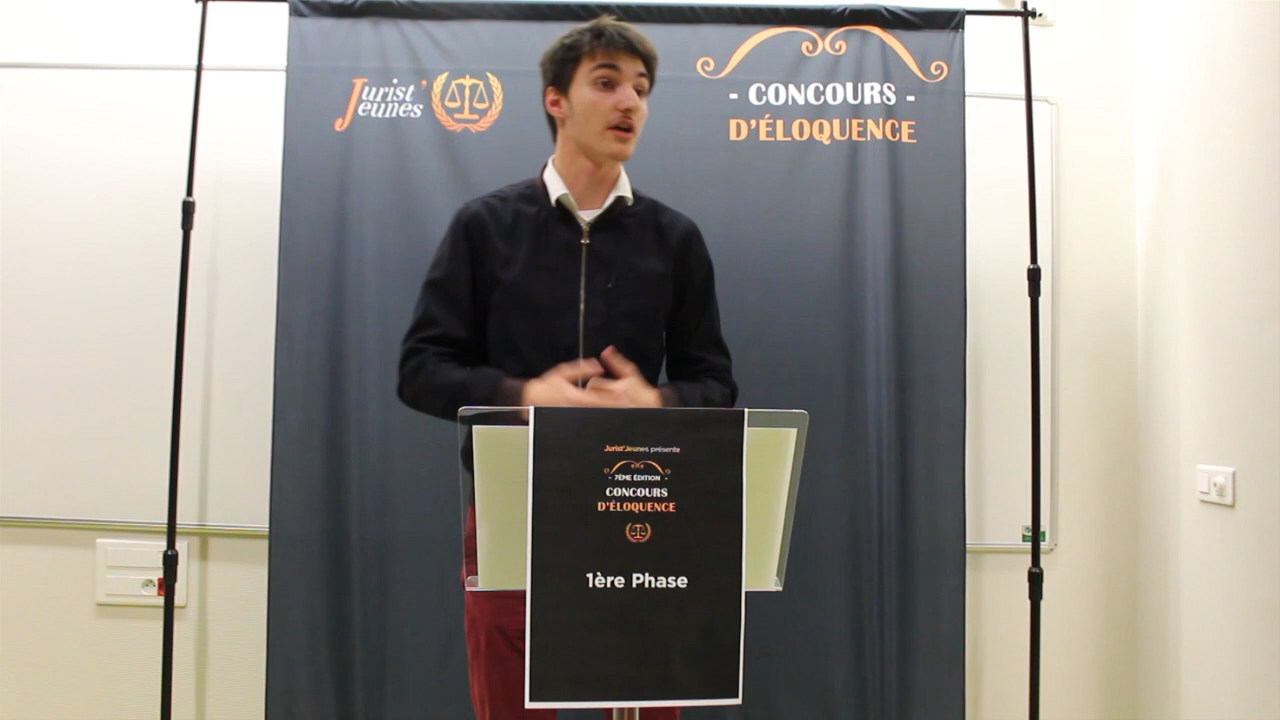 Jurist'
Jeunes
- CONCOURS -
D'ÉLOQUENCE
Jurist'Jeunes présente
- 7ÈME ÉDITION -
CONCOURS
D'ÉLOQUENCE
1ère Phase